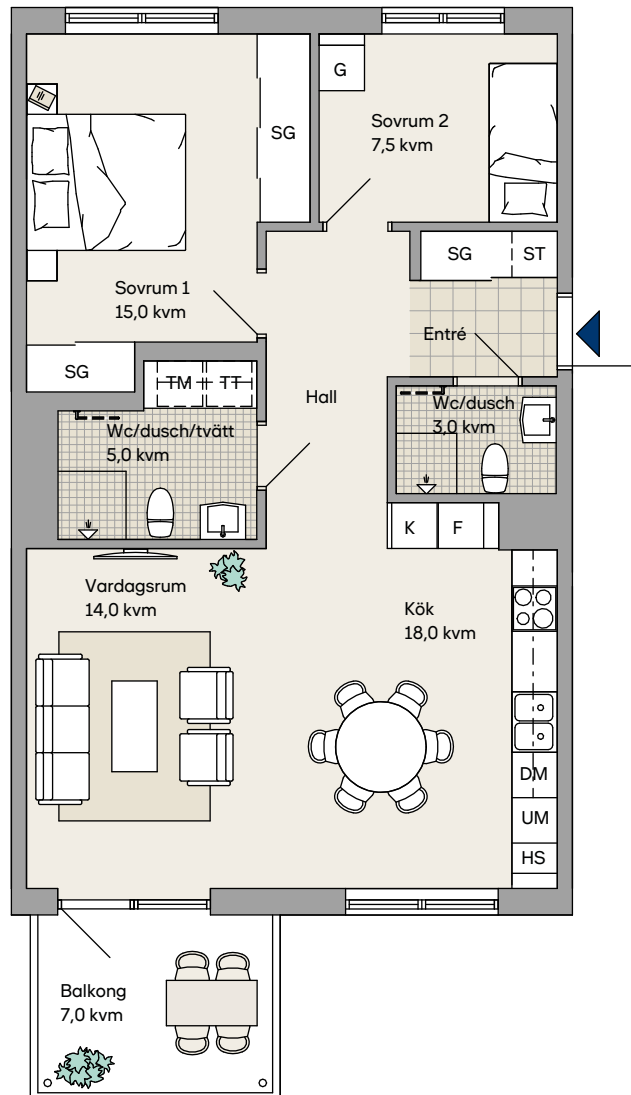 G
Sovrum 2
7,5 kvm
SG
Sovrum 1
15,0 kvm
SG
ST
Entré
SG
TM
TT
Hall
Wc/dusch
3,0 kvm
Wc/dusch/tvätt
5,0 kvm
K
F
Vardagsrum
14,0 kvm
Kök
18,0 kvm
DM
UM
HS
Balkong
7,0 kvm